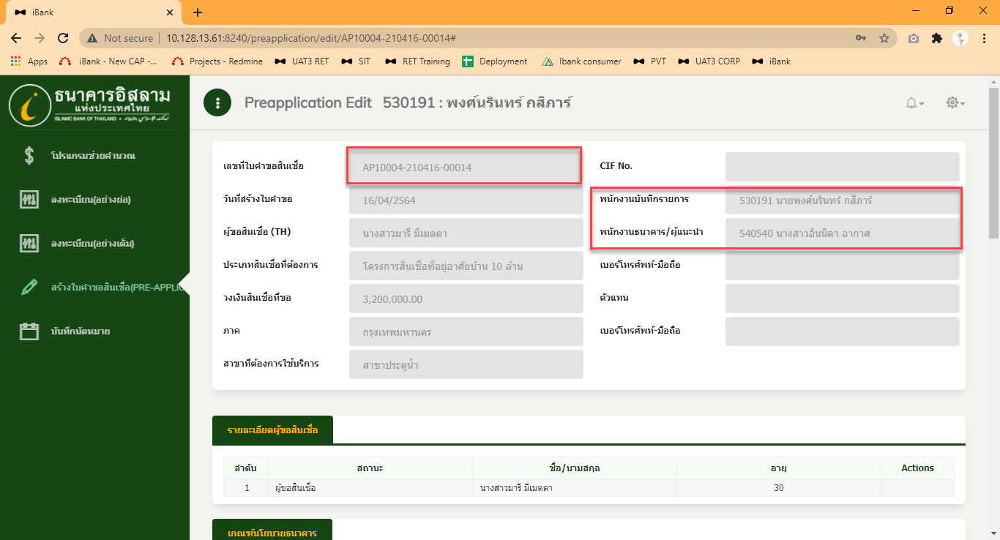 iBank
Not secure 10.128.13.61:8240/preapplication/edit/AP10004-210416-00014#
Apps iBank - New CAP -... Projects - Redmine UAT3 RET SIT RET Training Deployment Ibank consumer PVT UAT3 CORP iBank
ธนาคารอิสลาม
แห่งประเทศไทย
ISLAMIC BANK OF THAILAND
โปรแกรมช่วยคำนวณ
ลงทะเบียน(อย่างย่อ)
ลงทะเบียน(อย่างเต็ม)
สร้างใบคำขอสินเชื่อ(PRE-APPLIC
บันทึกนัดหมาย
Preapplication Edit 530191 : พงศ์นรินทร์ กสิภาร์
เลขที่ใบคำขอสินเชื่อ AP10004-210416-00014 CIF No.
วันที่สร้างใบคำขอ 16/04/2564 พนักงานบันทึกรายการ 530191 นายพงศ์นรินทร์ กสิภาร์
ผู้ขอสินเชื่อ (TH) นางสาวมารี มีเมตตา พนักงานธนาคาร/ผู้แนะนำ 540540 นางสาวอินนิดา อากาศ
ประเภทสินเชื่อที่ต้องการ โครงการสินเชื่อที่อยู่อาศัยบ้าน 10 ล้าน เบอร์โทรศัพท์-มือถือ
วงเงินสินเชื่อที่ขอ 3,200,000.00 ตัวแทน
ภาค กรุงเทพมหานคร เบอร์โทรศัพท์-มือถือ
สาขาที่ต้องการใช้บริการ สาขาประตูน้ำ
รายละเอียดผู้ขอสินเชื่อ
ลำดับ สถานะ ชื่อ/นามสกุล อายุ Actions
1 ผู้ขอสินเชื่อ นางสาวมารี มีเมตตา 30
เกณฑ์นโยบายธนาคาร